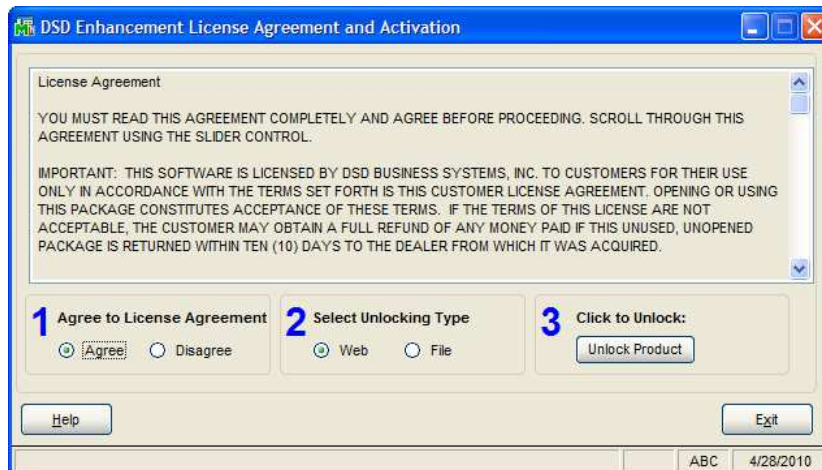 DSD Enhancement License Agreement and Activation
License Agreement
YOU MUST READ THIS AGREEMENT COMPLETELY AND AGREE BEFORE PROCEEDING. SCROLL THROUGH THIS
AGREEMENT USING THE SLIDER CONTROL.
IMPORTANT: THIS SOFTWARE IS LICENSED BY DSD BUSINESS SYSTEMS, INC. TO CUSTOMERS FOR THEIR USE
ONLY IN ACCORDANCE WITH THE TERMS SET FORTH IS THIS CUSTOMER LICENSE AGREEMENT. OPENING OR USING
THIS PACKAGE CONSTITUTES ACCEPTANCE OF THESE TERMS. IF THE TERMS OF THIS LICENSE ARE NOT
ACCEPTABLE, THE CUSTOMER MAY OBTAIN A FULL REFUND OF ANY MONEY PAID IF THIS UNUSED, UNOPENED
PACKAGE IS RETURNED WITHIN TEN (10) DAYS TO THE DEALER FROM WHICH IT WAS ACQUIRED.
1 Agree to License Agreement
Agree Disagree
2 Select Unlocking Type
Web File
3 Click to Unlock:
Unlock Product
Help Exit
ABC 4/28/2010